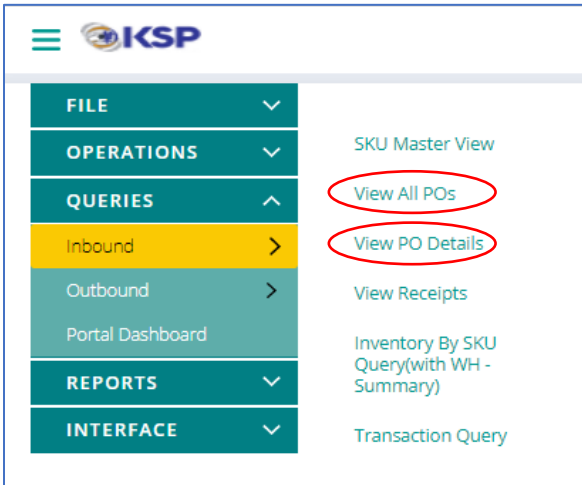 KSP
FILE
OPERATIONS
QUERIES
Inbound
Outbound
Portal Dashboard
REPORTS
INTERFACE
SKU Master View
View All POs
View PO Details
View Receipts
Inventory By SKU
Query(with WH -
Summary)
Transaction Query